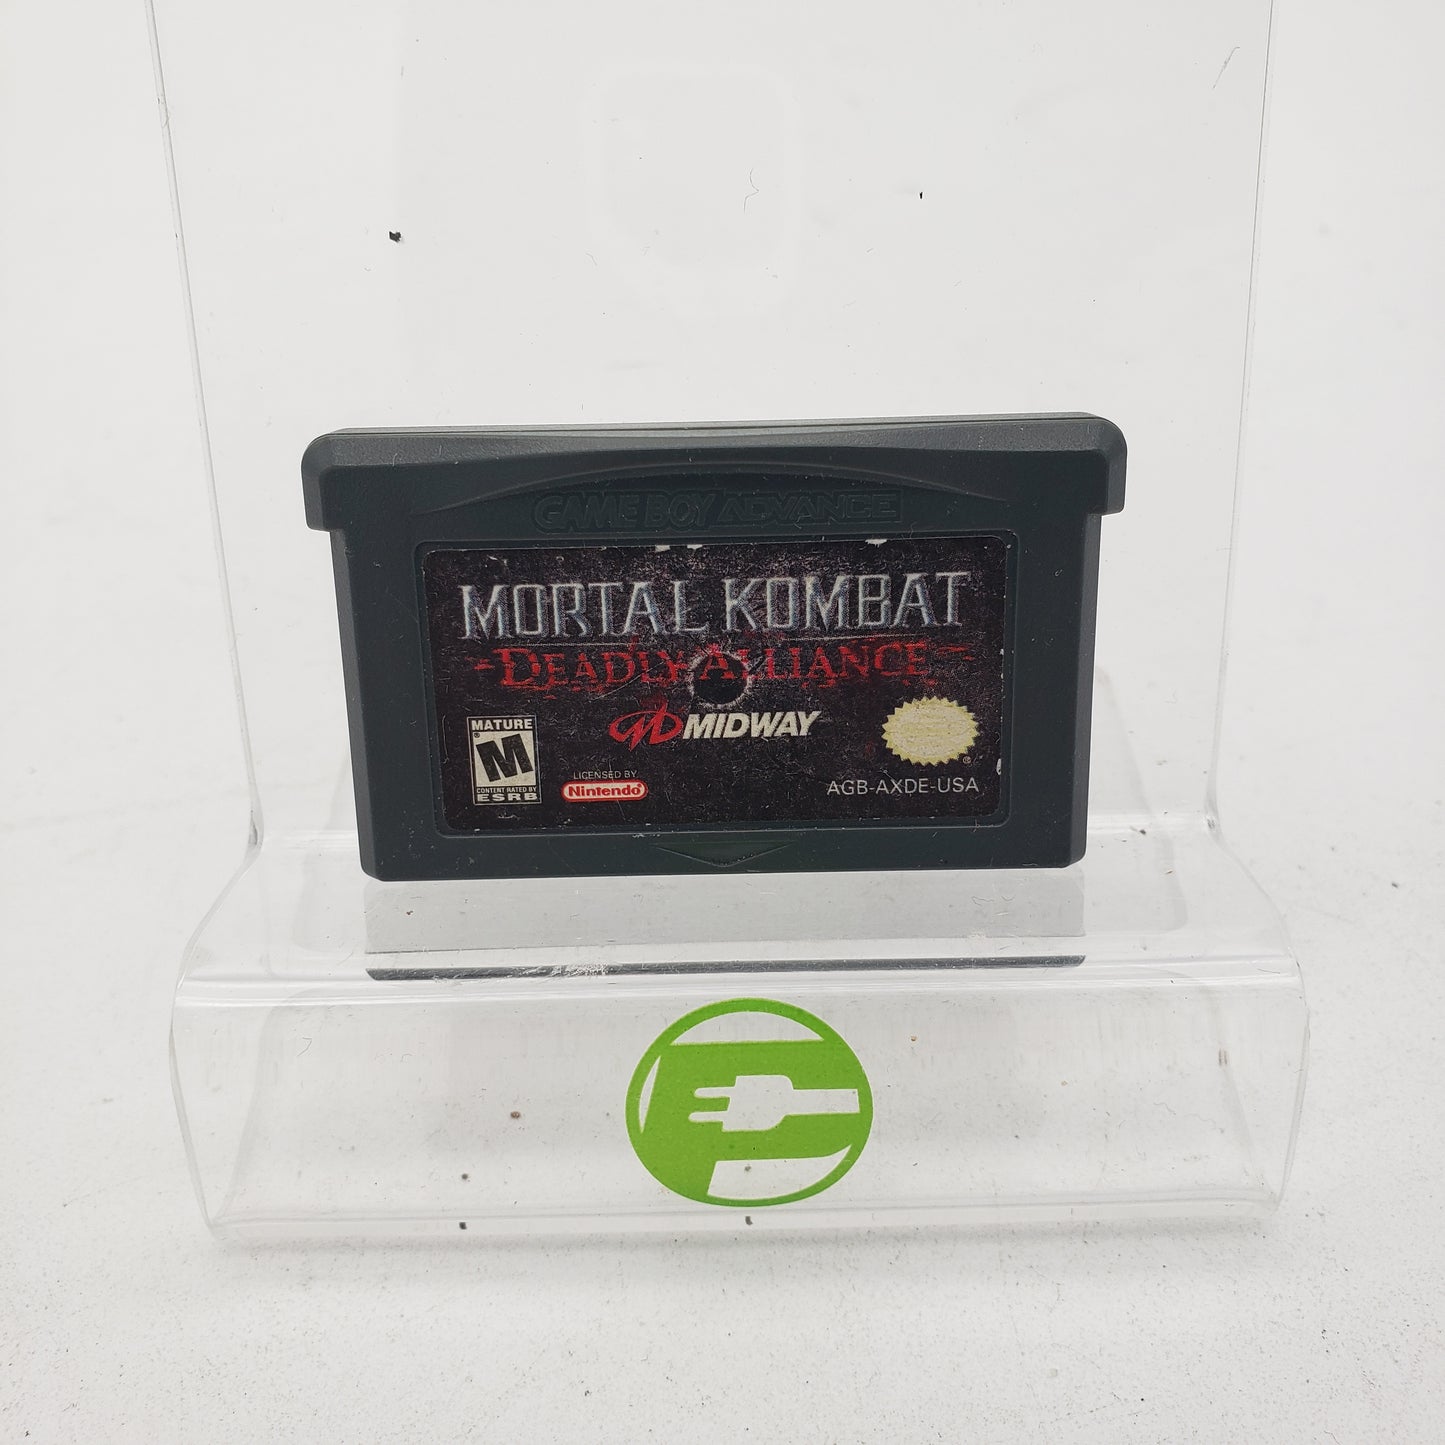 GAME BOY ADVANCE
MORTAL KOMBAT
DEADLY ALLIANCE
MIDWAY
MATURE
M
CONTENT RATED BY
ESRB
LICENSED BY
Nintendo
®
AGB-AXDE-USA